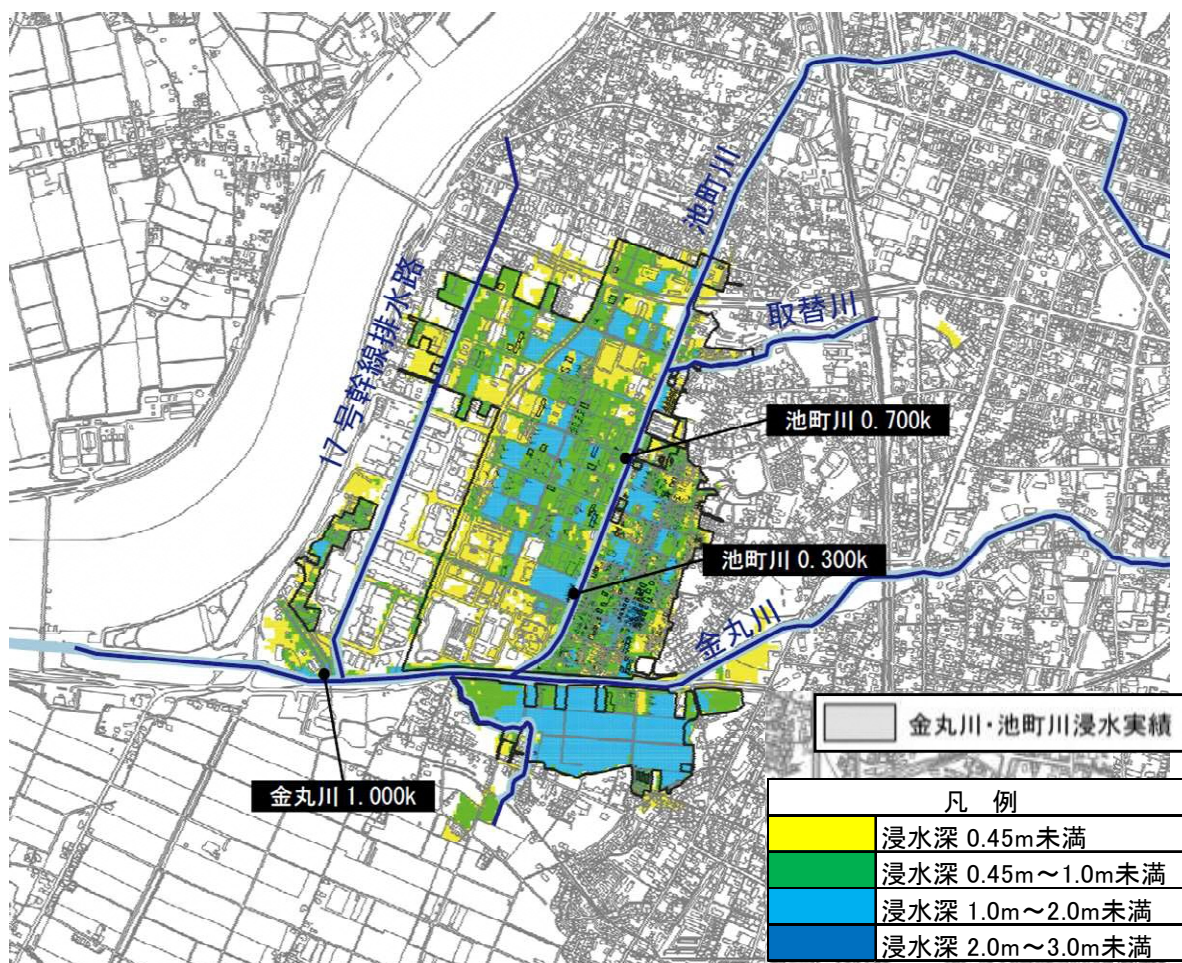 池町川
取替川
17号幹線排水路
池町川 0.700k
池町川 0.300k
金丸川
金丸川 1.000k
金丸川・池町川浸水実績
凡 例
浸水深 0.45m未満
浸水深 0.45m～1.0m未満
浸水深 1.0m～2.0m未満
浸水深 2.0m～3.0m未満